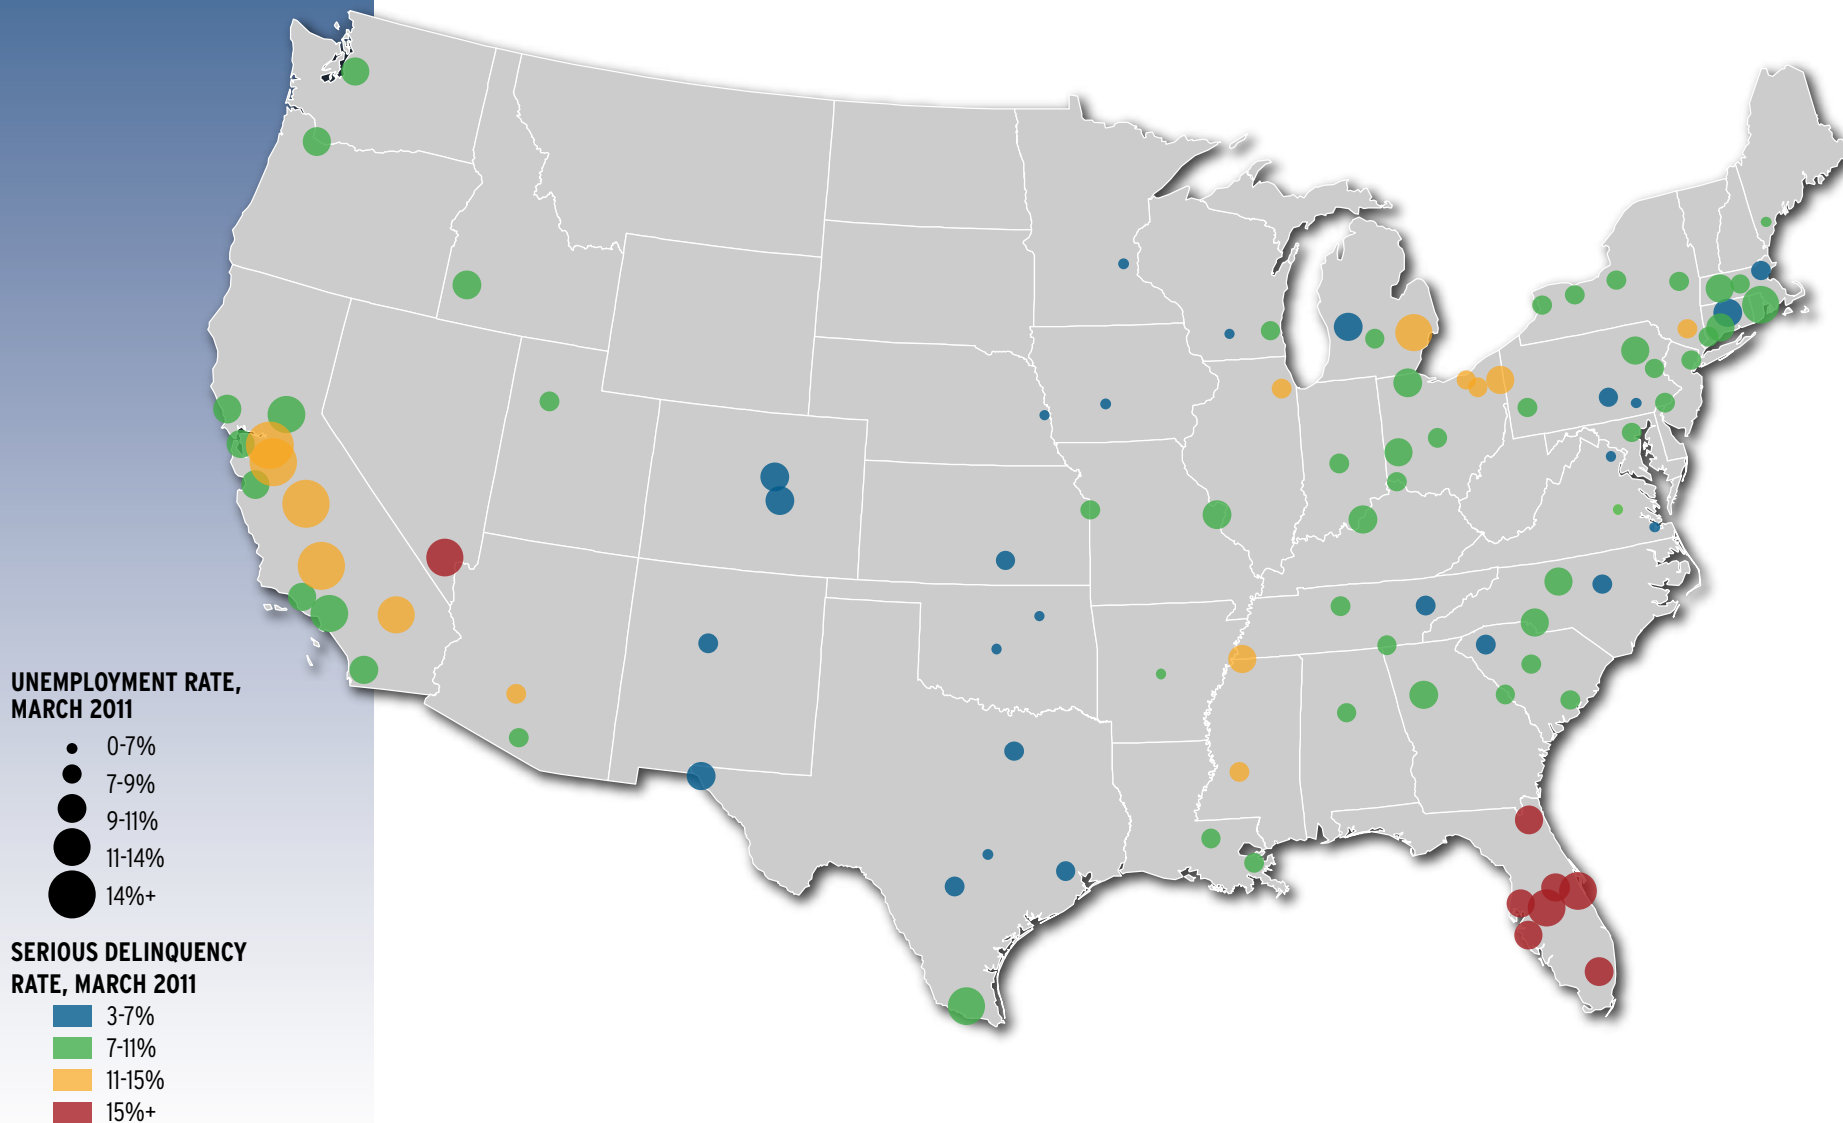 UNEMPLOYMENT RATE,
MARCH 2011
0-7%
7-9%
9-11%
11-14%
14%+
SERIOUS DELINQUENCY
RATE, MARCH 2011
3-7%
7-11%
11-15%
15%+